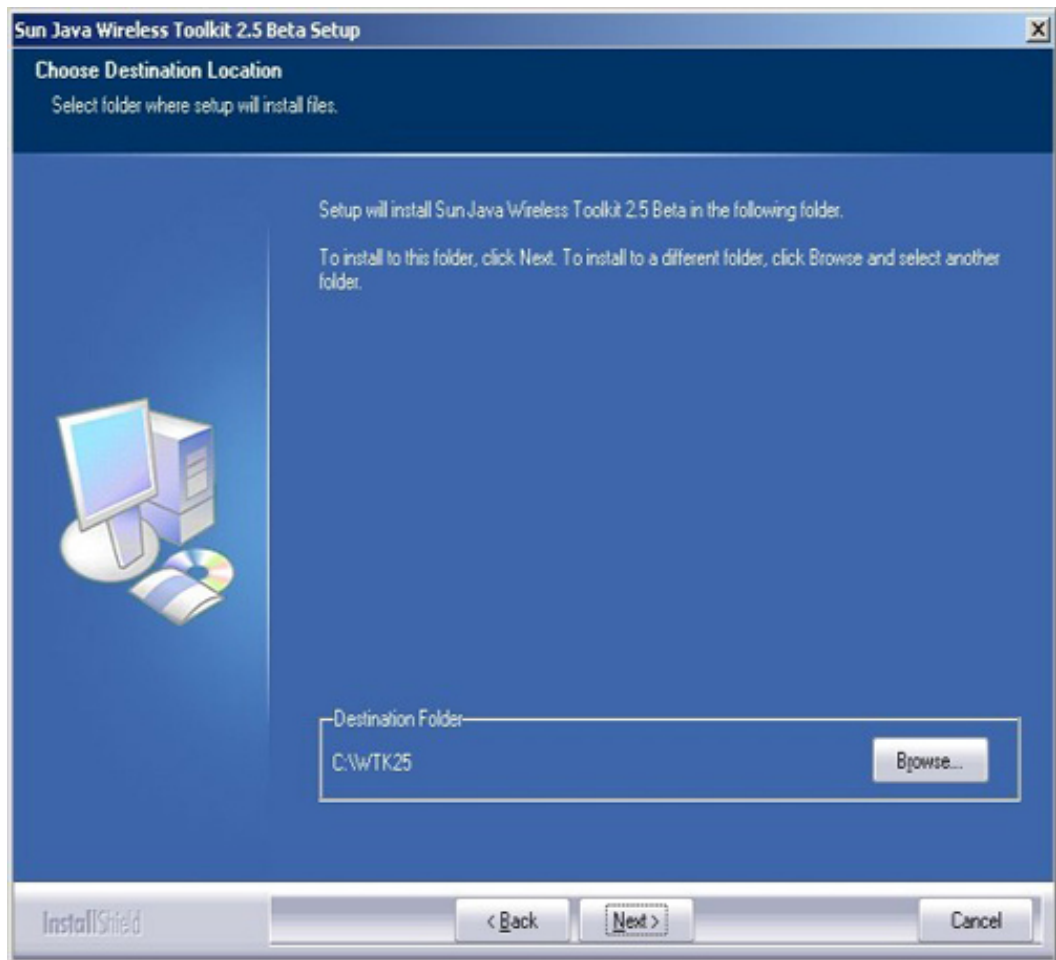 Sun Java Wireless Toolkit 2.5 Beta Setup
Choose Destination Location
Select folder where setup will install files.
Setup will install Sun Java Wireless Toolkit 2.5 Beta in the following folder.
To install to this folder, click Next. To install to a different folder, click Browse and select another
folder.
Destination Folder
C:\WTK25
Browse...
InstallShield
< Back
Next >
Cancel